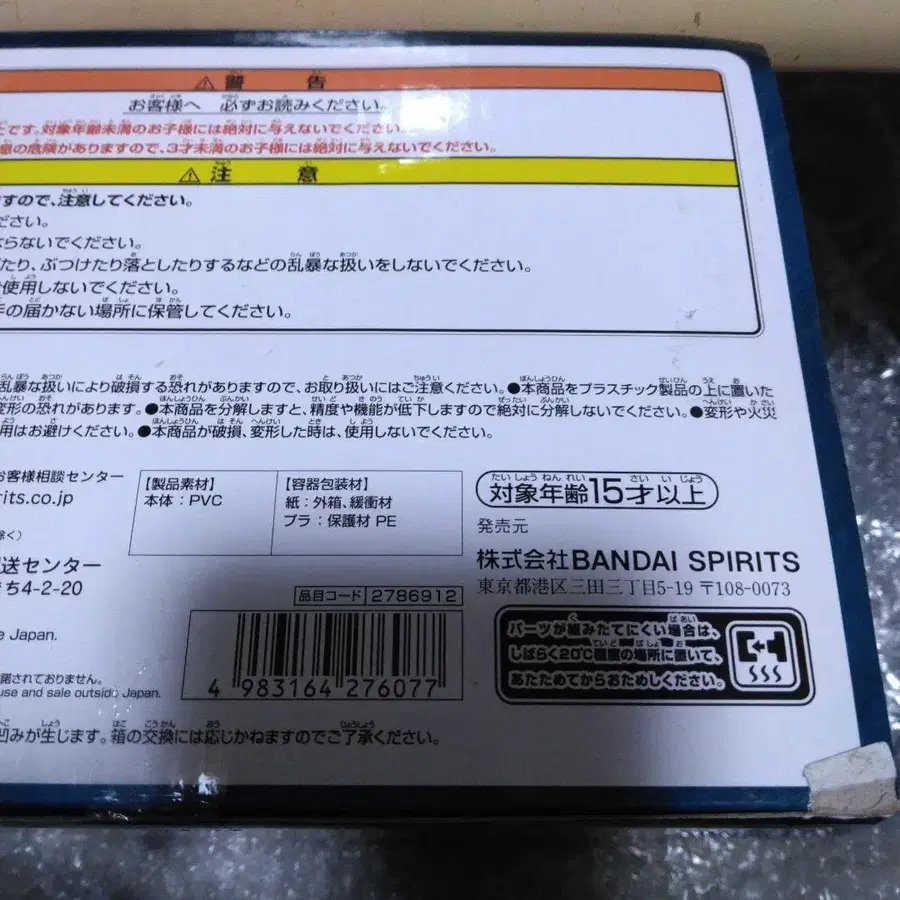 ⚠警 告
お客様へ 必ずお読みください。
とです。対象年齢未満のお子様には絶対に与えないでください。
の危険がありますので、3才未満のお子様には絶対に与えないでください。
⚠注 意
すので、注意してください。
ださい。
ならないでください。
たり、ぶつけたり落としたりするなどの乱暴な扱いをしないでください。
使用しないでください。
手の届かない場所に保管してください。
乱暴な扱いにより破損する恐れがありますので、お取り扱いにはご注意ください。●本商品をプラスチック製品の上に置いた
変形の恐れがあります。●本商品を分解しますと、精度や機能が低下しますので絶対に分解しないでください。●変形や火災
用はお避けください。●本商品が破損、変形した時は、使用しないでください。
お客様相談センター
rits.co.jp
除く)
送センター
まち4-2-20
e Japan.
諾されておりません。
use and sale outside Japan.
【製品素材】
本体：PVC
【容器包装材】
紙：外箱、緩衝材
プラ：保護材 PE
対象年齢15才以上
発売元
株式会社BANDAI SPIRITS
東京都港区三田三丁目5-19 〒108-0073
品目コード 2786912
4 983164 276077
パーツが組みたてにくい場合は、
しばらく20℃程度の場所に置いて、
あたためてからおためしください。
凹みが生じます。箱の交換には応じかねますのでご了承ください。